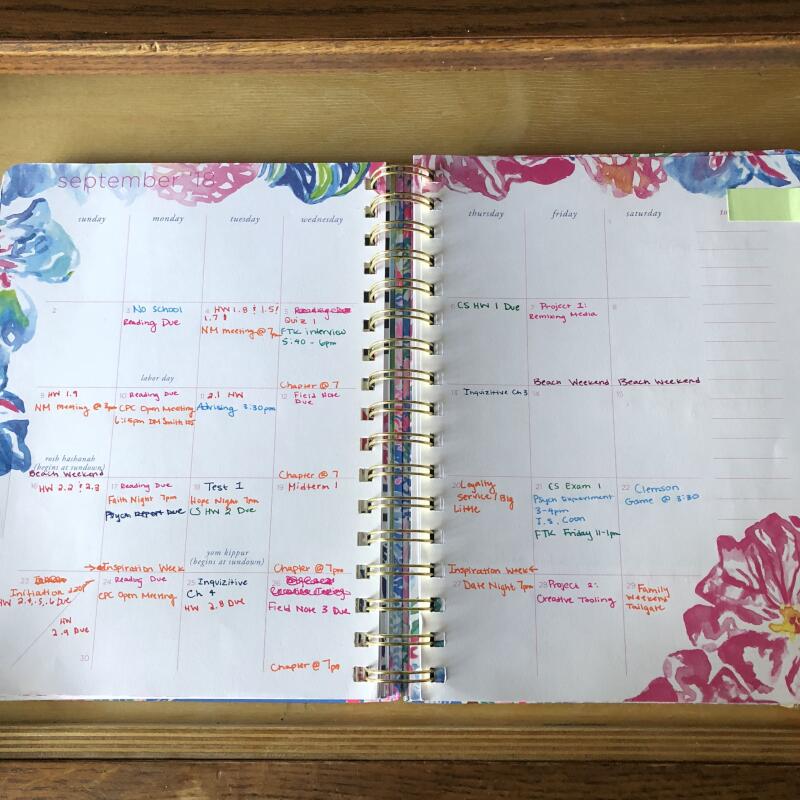 september '18
sunday
monday
tuesday
wednesday
thursday
friday
saturday
2
3 No School
Reading Due
labor day
4 HW 1.8 & 1.5!
1.7!
NM meeting @ 7pm
5
Quiz 1
FTK interview
5:40 - 6pm
Chapter @ 7
6 CS HW 1 Due
7 Project 1:
Remixing Media
Beach Weekend
8
Beach Weekend
9 HW 1.9
NM meeting @
rosh hashanah
(begins at sundown)
Beach Weekend
10 Reading Due
CPC Open Meeting
6:15pm DM Smith 105
11 2.1 HW
Advising 3:30pm
12 Field Note
Due
Chapter @ 7
13 Inquizitive Ch 3
14
15
16 HW 2.2 & 2.3
17 Reading Due
Faith Night 7pm
Psych Report Due
→Inspiration Week
18 Test 1
Hope Night 7pm
CS HW 2 Due
yom kippur
(begins at sundown)
19 Midterm 1
Chapter @ 7pm
20 Loyalty
Service / Big
Little
Inspiration Week←
21 CS Exam 1
Psych Experiment
3-4pm
J.S. Coon
FTK Friday 11-1pm
22 Clemson
Game @ 3:30
23
Initiation
HW 2.4, 5, 6 Due
HW
2.9 Due
30
24 Reading Due
CPC Open Meeting
25 Inquizitive
Ch 4
HW 2.8 Due
26
Field Note 3 Due
Chapter @ 7pm
27 Date Night 7pm
28 Project 2:
Creative Tooling
29 Family
Weekend
Tailgate